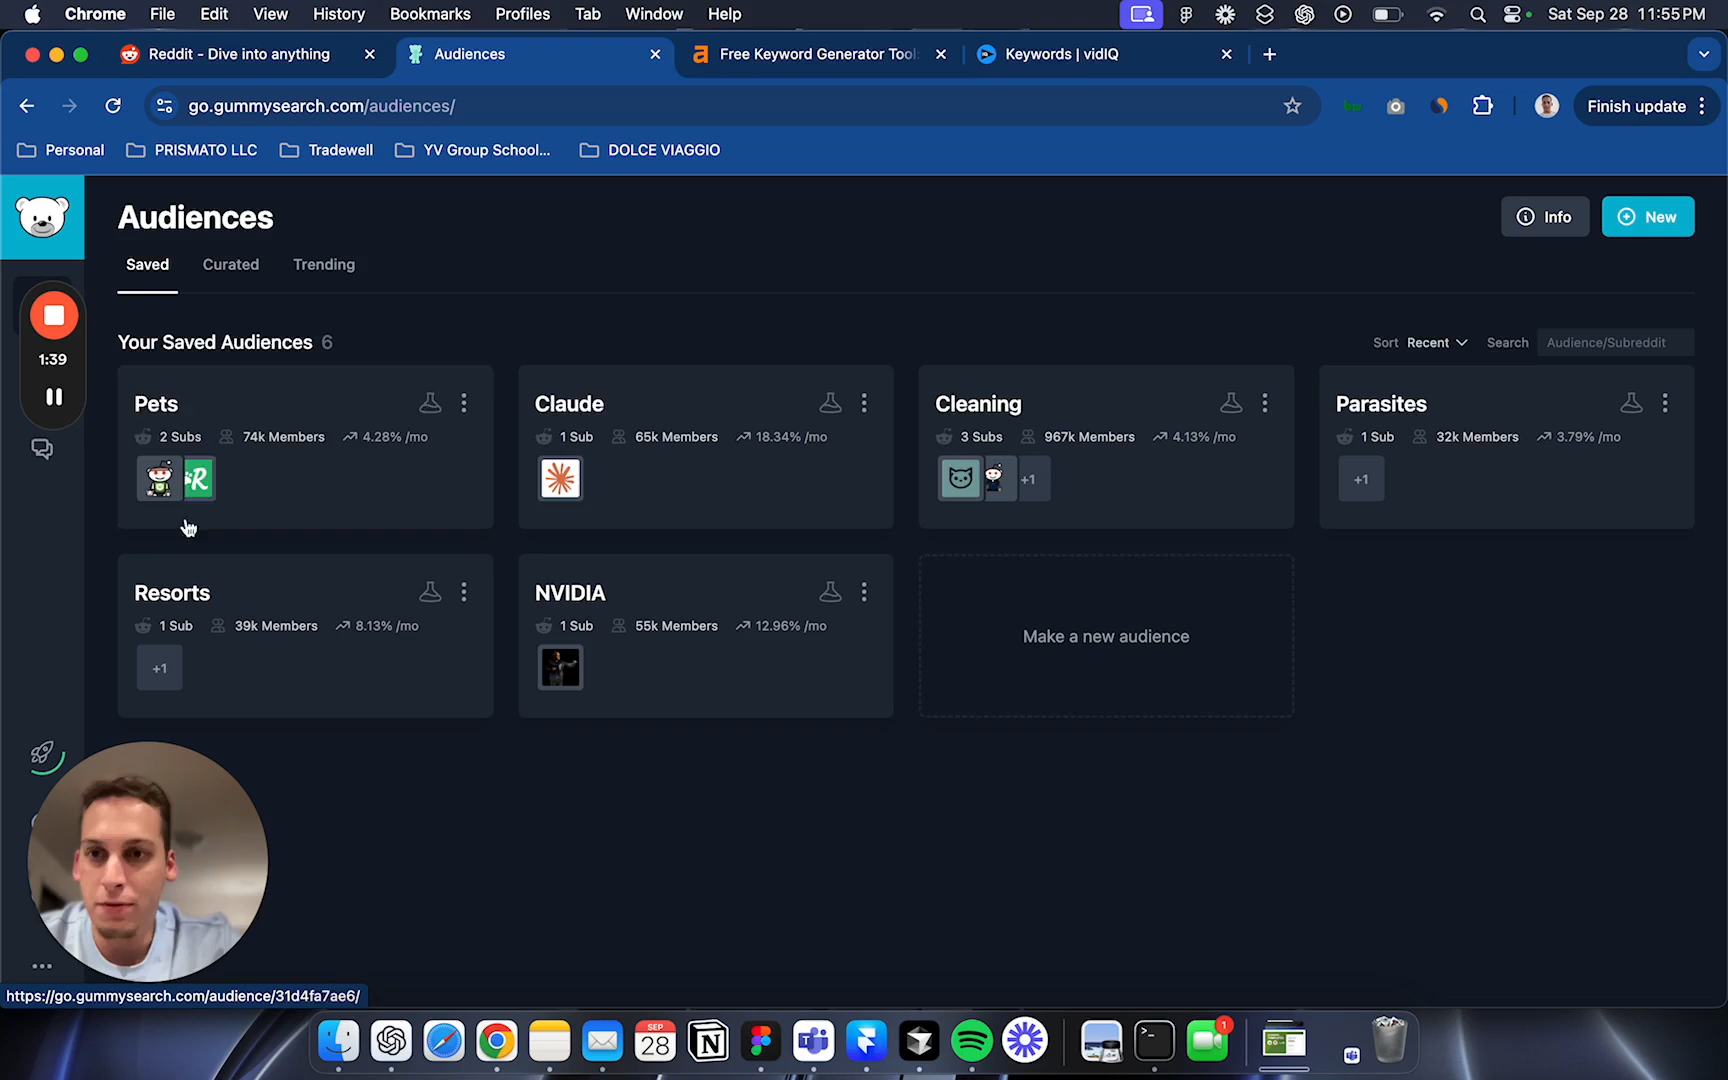 Chrome File Edit View History Bookmarks Profiles Tab Window Help Sat Sep 28 11:55 PM
Reddit - Dive into anything Audiences Free Keyword Generator Tool: Keywords | vidIQ
go.gummysearch.com/audiences/ Finish update
Personal PRISMATO LLC Tradewell YV Group School... DOLCE VIAGGIO
Audiences
Info New
Saved Curated Trending
1:39
Your Saved Audiences 6
Sort Recent Search Audience/Subreddit
Pets
2 Subs 74k Members 4.28% /mo
Claude
1 Sub 65k Members 18.34% /mo
Cleaning
3 Subs 967k Members 4.13% /mo
+1
Parasites
1 Sub 32k Members 3.79% /mo
+1
Resorts
1 Sub 39k Members 8.13% /mo
+1
NVIDIA
1 Sub 55k Members 12.96% /mo
Make a new audience
https://go.gummysearch.com/audience/31d4fa7ae6/
SEP
28
1